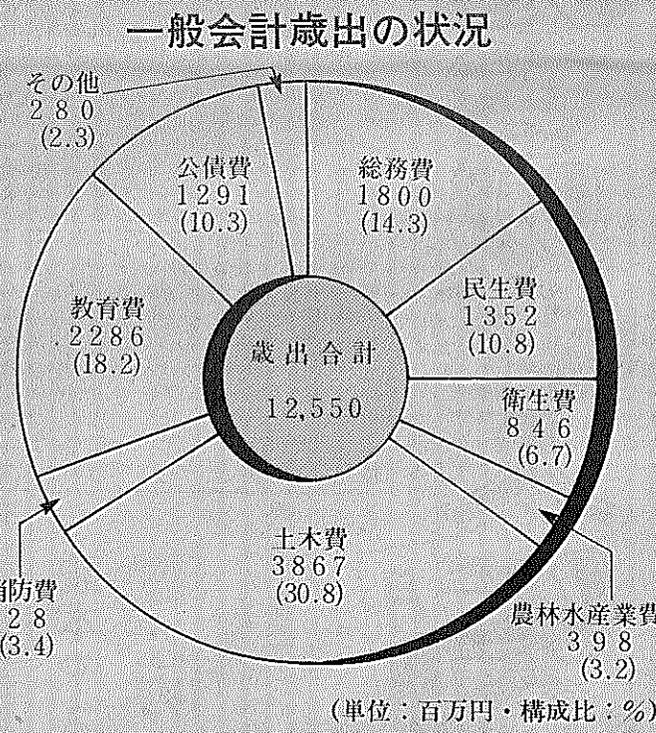 一般会計歳出の状況
その他
280
(2.3)
公債費
1291
(10.3)
総務費
1800
(14.3)
民生費
1352
(10.8)
教育費
2286
(18.2)
歳出合計
12,550
衛生費
846
(6.7)
土木費
3867
(30.8)
防費
28
(3.4)
農林水産業費
398
(3.2)
(単位：百万円・構成比：%)